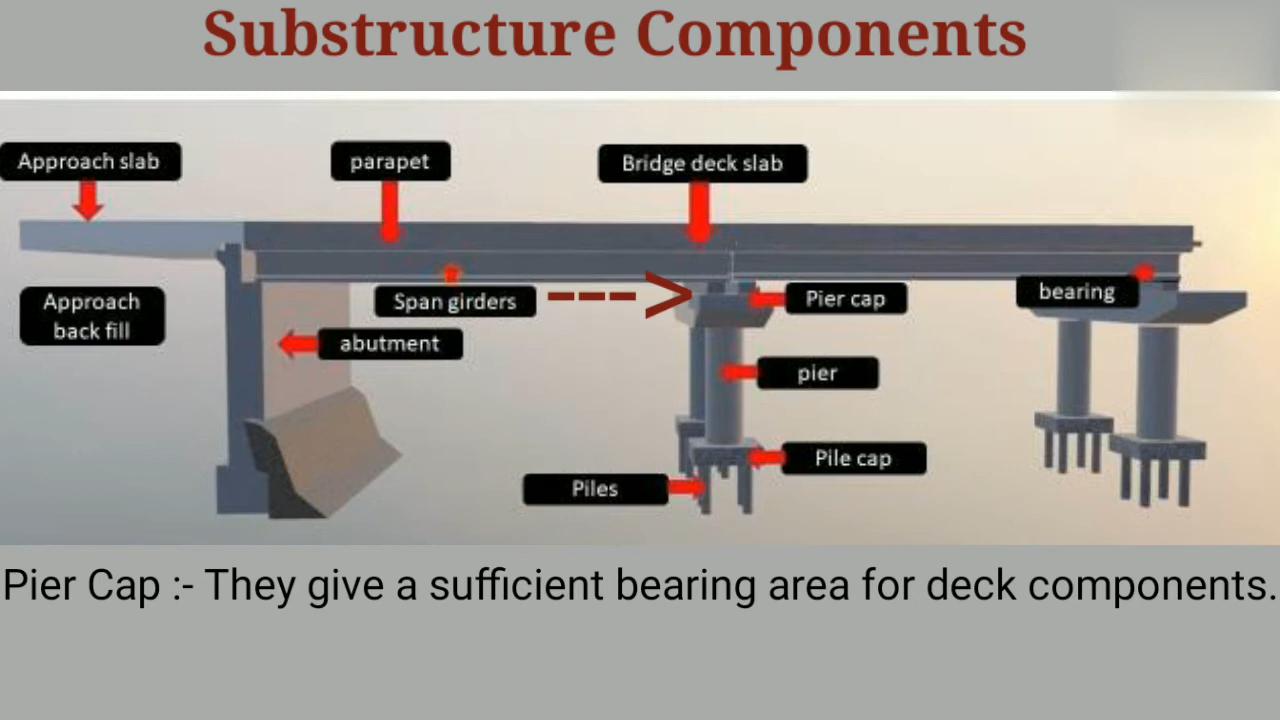 Substructure Components
Approach slab
parapet
Bridge deck slab
Approach
back fill
Span girders
Pier cap
bearing
abutment
pier
Pile cap
Piles
Pier Cap :- They give a sufficient bearing area for deck components.